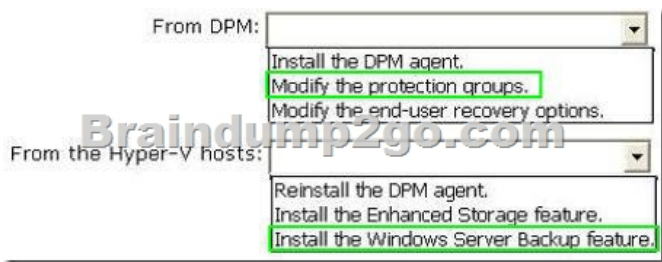 From DPM:
Install the DPM agent.
Modify the protection groups.
Modify the end-user recovery options.
Braindump2go.com
From the Hyper-V hosts:
Reinstall the DPM agent.
Install the Enhanced Storage feature.
Install the Windows Server Backup feature.